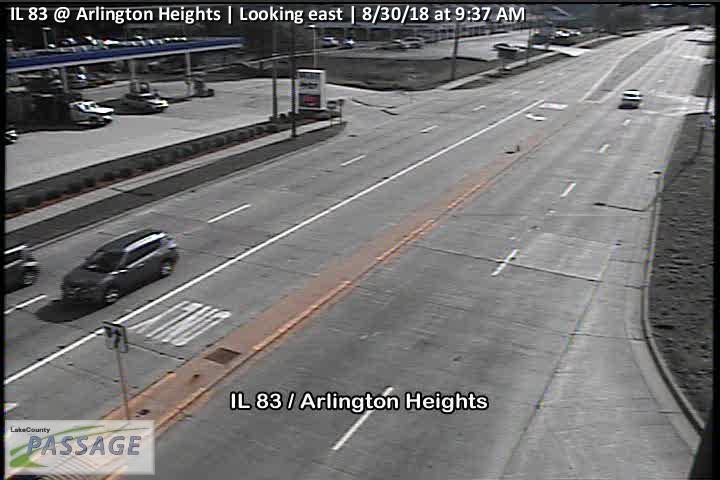 IL 83 @ Arlington Heights | Looking east | 8/30/18 at 9:37 AM
ONLY
IL 83 / Arlington Heights
LakeCounty
PASSAGE